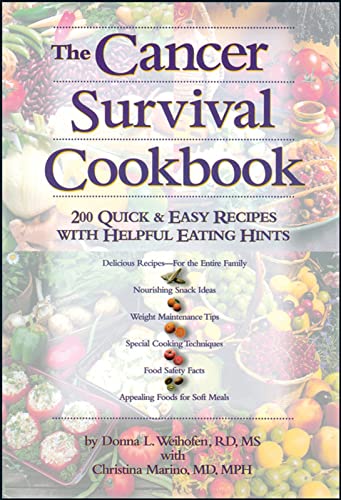 The Cancer
Survival
Cookbook
200 QUICK & EASY RECIPES
WITH HELPFUL EATING HINTS
Delicious Recipes—For the Entire Family
Nourishing Snack Ideas
Weight Maintenance Tips
Special Cooking Techniques
Food Safety Facts
Appealing Foods for Soft Meals
by Donna L. Weihofen, RD, MS
with
Christina Marino, MD, MPH